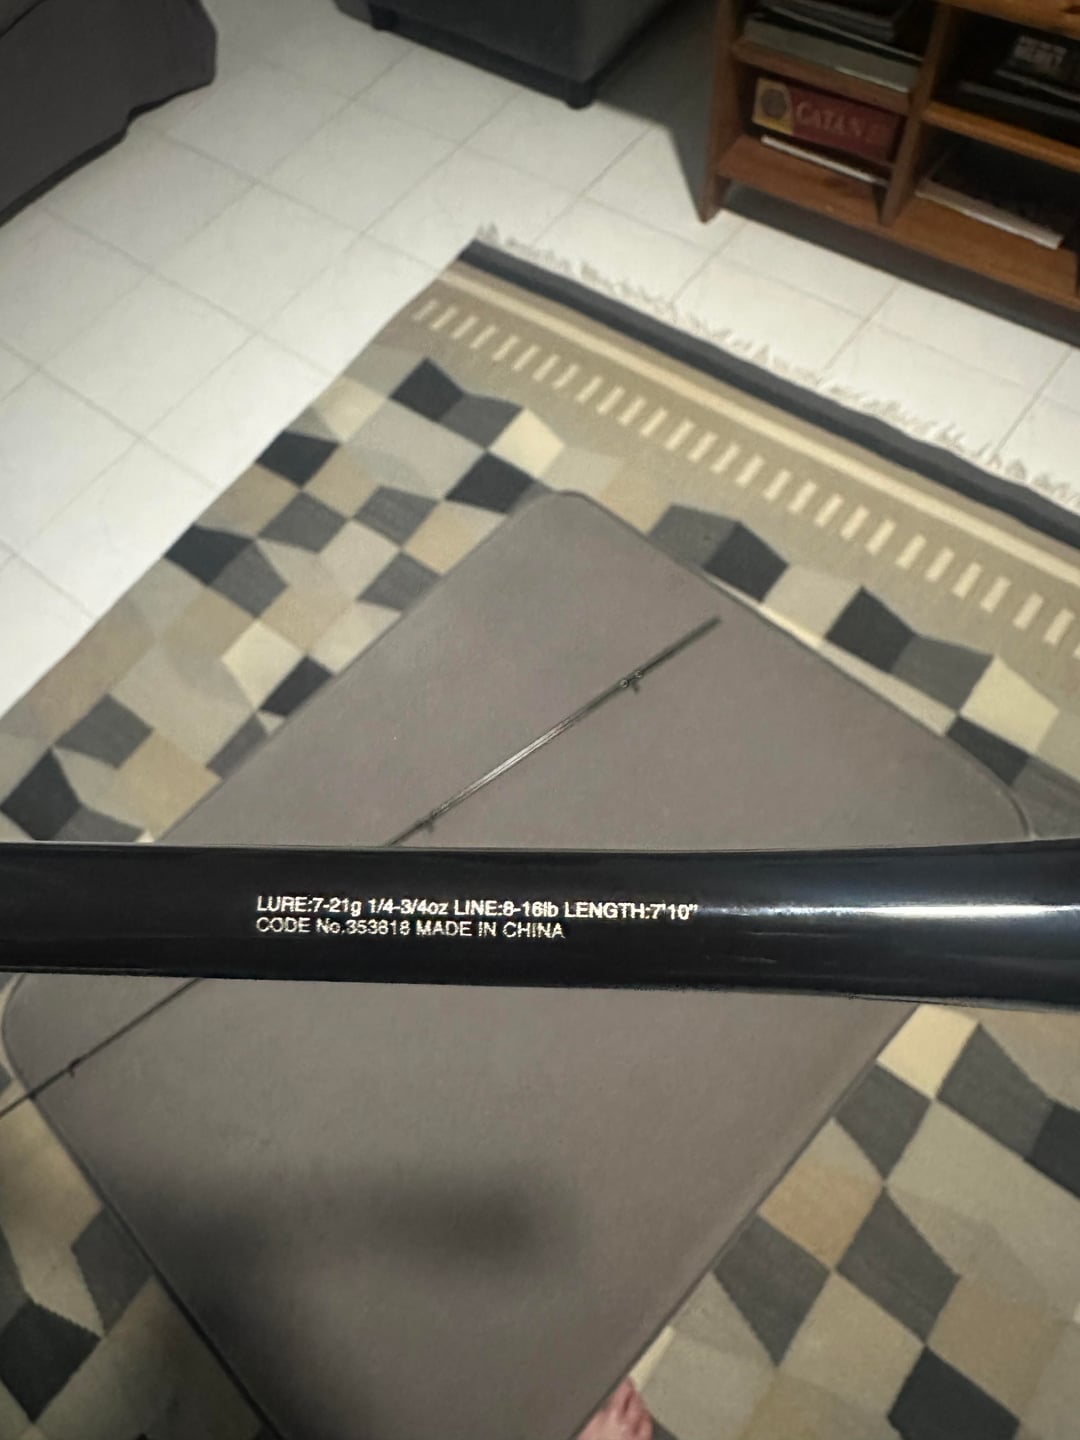 CATAN
LURE:7-21g 1/4-3/4oz LINE:8-16lb LENGTH:7'10"
CODE No.353818 MADE IN CHINA